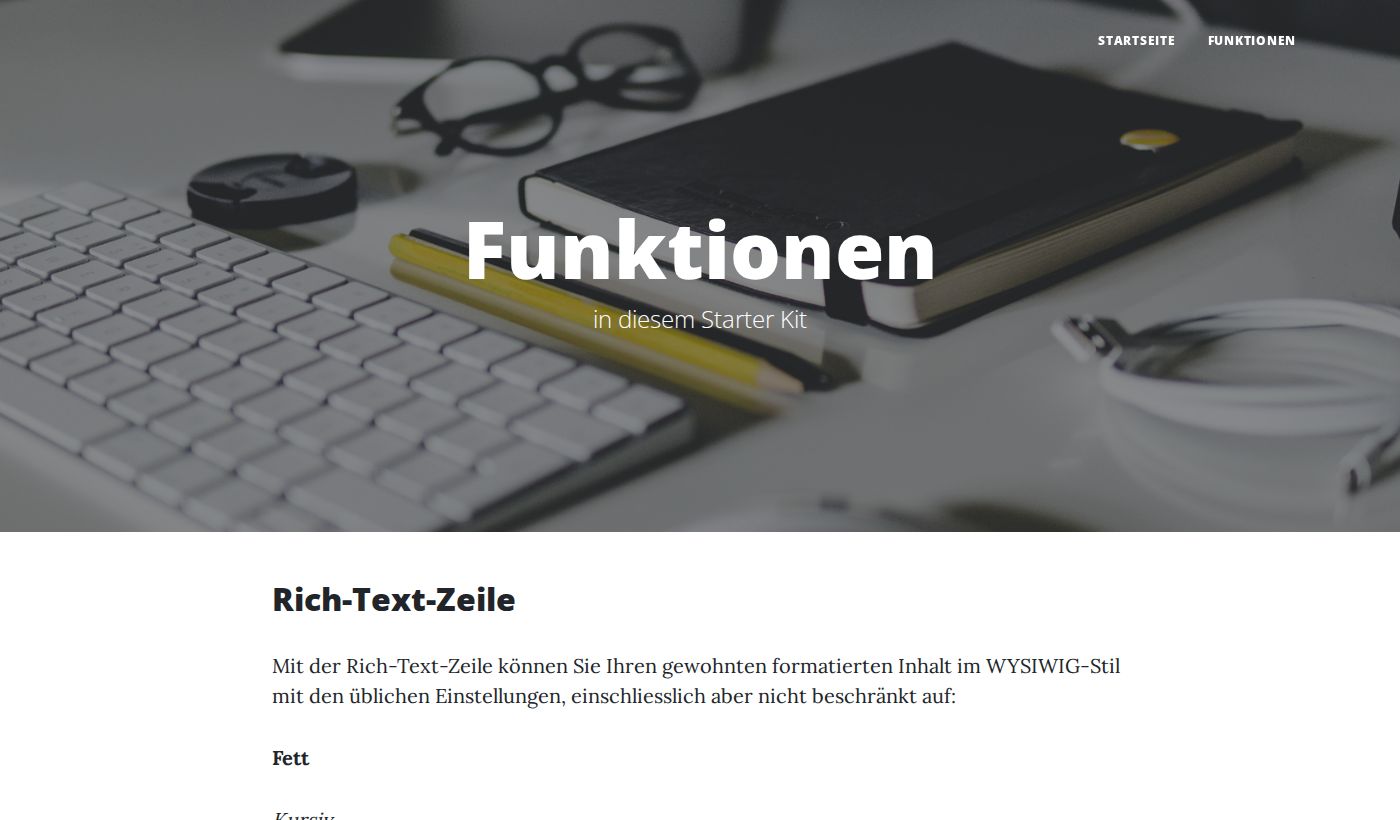 STARTSEITE FUNKTIONEN
Funktionen
in diesem Starter Kit
Rich-Text-Zeile
Mit der Rich-Text-Zeile können Sie Ihren gewohnten formatierten Inhalt im WYSIWIG-Stil
mit den üblichen Einstellungen, einschliesslich aber nicht beschränkt auf:
Fett
Kursiv